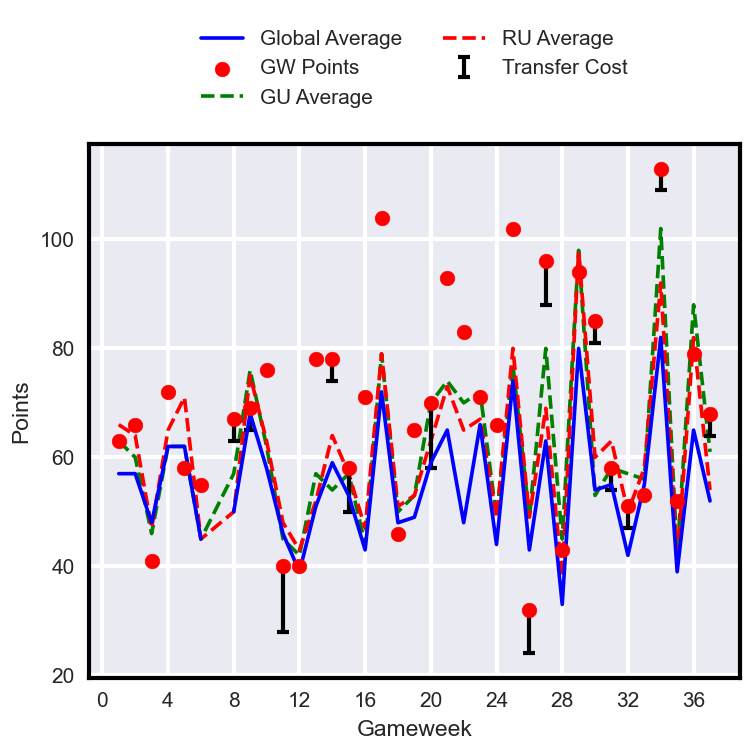 Global Average
GW Points
GU Average
RU Average
Transfer Cost
100
80
60
40
20
Points
0 4 8 12 16 20 24 28 32 36
Gameweek